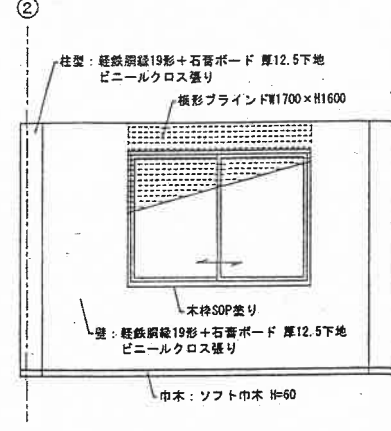 ②
柱型：軽鉄胴縁19形＋石膏ボード 厚12.5下地
ビニールクロス張り
横形ブラインドW1700×H1600
木枠SOP塗り
壁：軽鉄胴縁19形＋石膏ボード 厚12.5下地
ビニールクロス張り
巾木：ソフト巾木 H=60